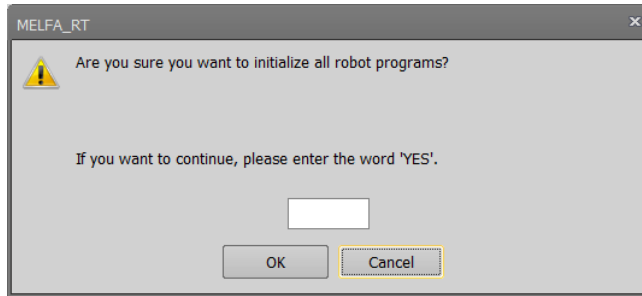 MELFA_RT
Are you sure you want to initialize all robot programs?
If you want to continue, please enter the word 'YES'.
OK
Cancel